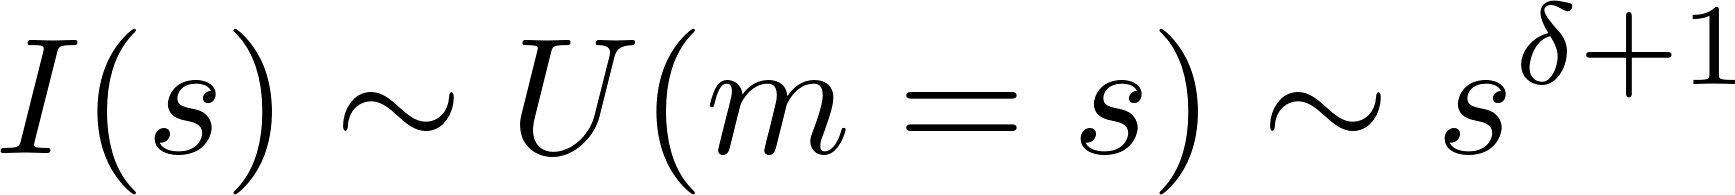 I(s) ∼ U(m = s) ∼ s^{δ+1}